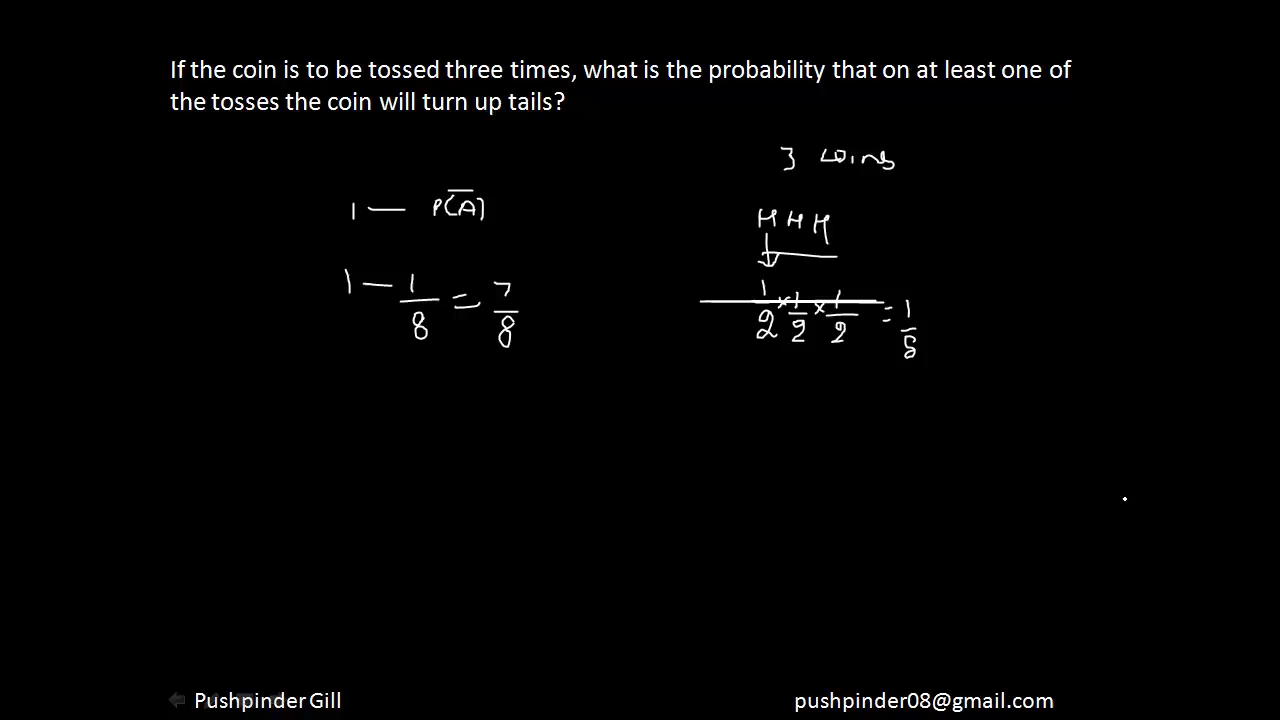 If the coin is to be tossed three times, what is the probability that on at least one of
the tosses the coin will turn up tails?
3 coins
1 — P(A̅)
H H H
1 — 1/8 = 7/8
1/2 × 1/2 × 1/2 = 1/8
Pushpinder Gill
pushpinder08@gmail.com